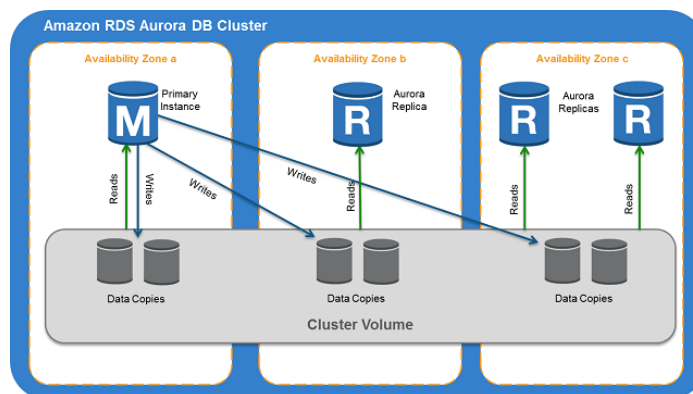 Amazon RDS Aurora DB Cluster
Availability Zone a
Availability Zone b
Availability Zone c
M
Primary
Instance
R
Aurora
Replica
R
Aurora
Replicas
R
Reads
Writes
Writes
Reads
Writes
Reads
Reads
Data Copies
Data Copies
Data Copies
Cluster Volume